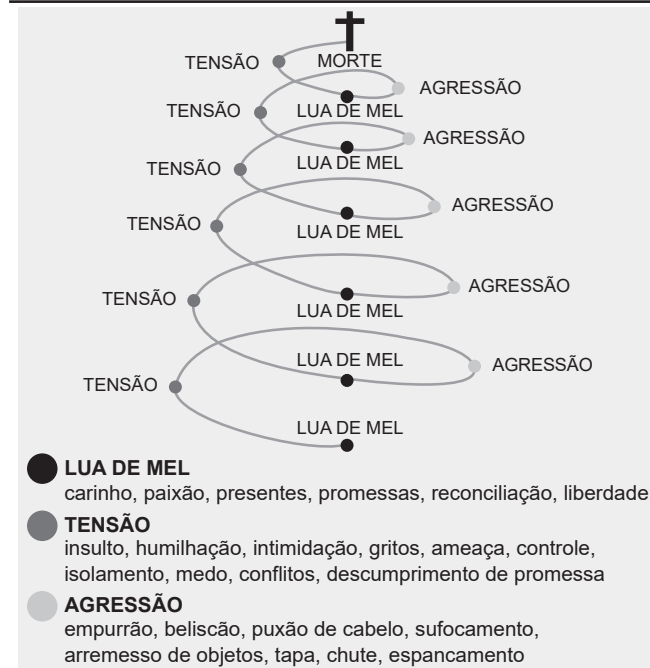 TENSÃO
MORTE
AGRESSÃO
TENSÃO
LUA DE MEL
AGRESSÃO
TENSÃO
LUA DE MEL
AGRESSÃO
TENSÃO
LUA DE MEL
AGRESSÃO
TENSÃO
LUA DE MEL
LUA DE MEL
AGRESSÃO
TENSÃO
LUA DE MEL
LUA DE MEL
carinho, paixão, presentes, promessas, reconciliação, liberdade
TENSÃO
insulto, humilhação, intimidação, gritos, ameaça, controle,
isolamento, medo, conflitos, descumprimento de promessa
AGRESSÃO
empurrão, beliscão, puxão de cabelo, sufocamento,
arremesso de objetos, tapa, chute, espancamento